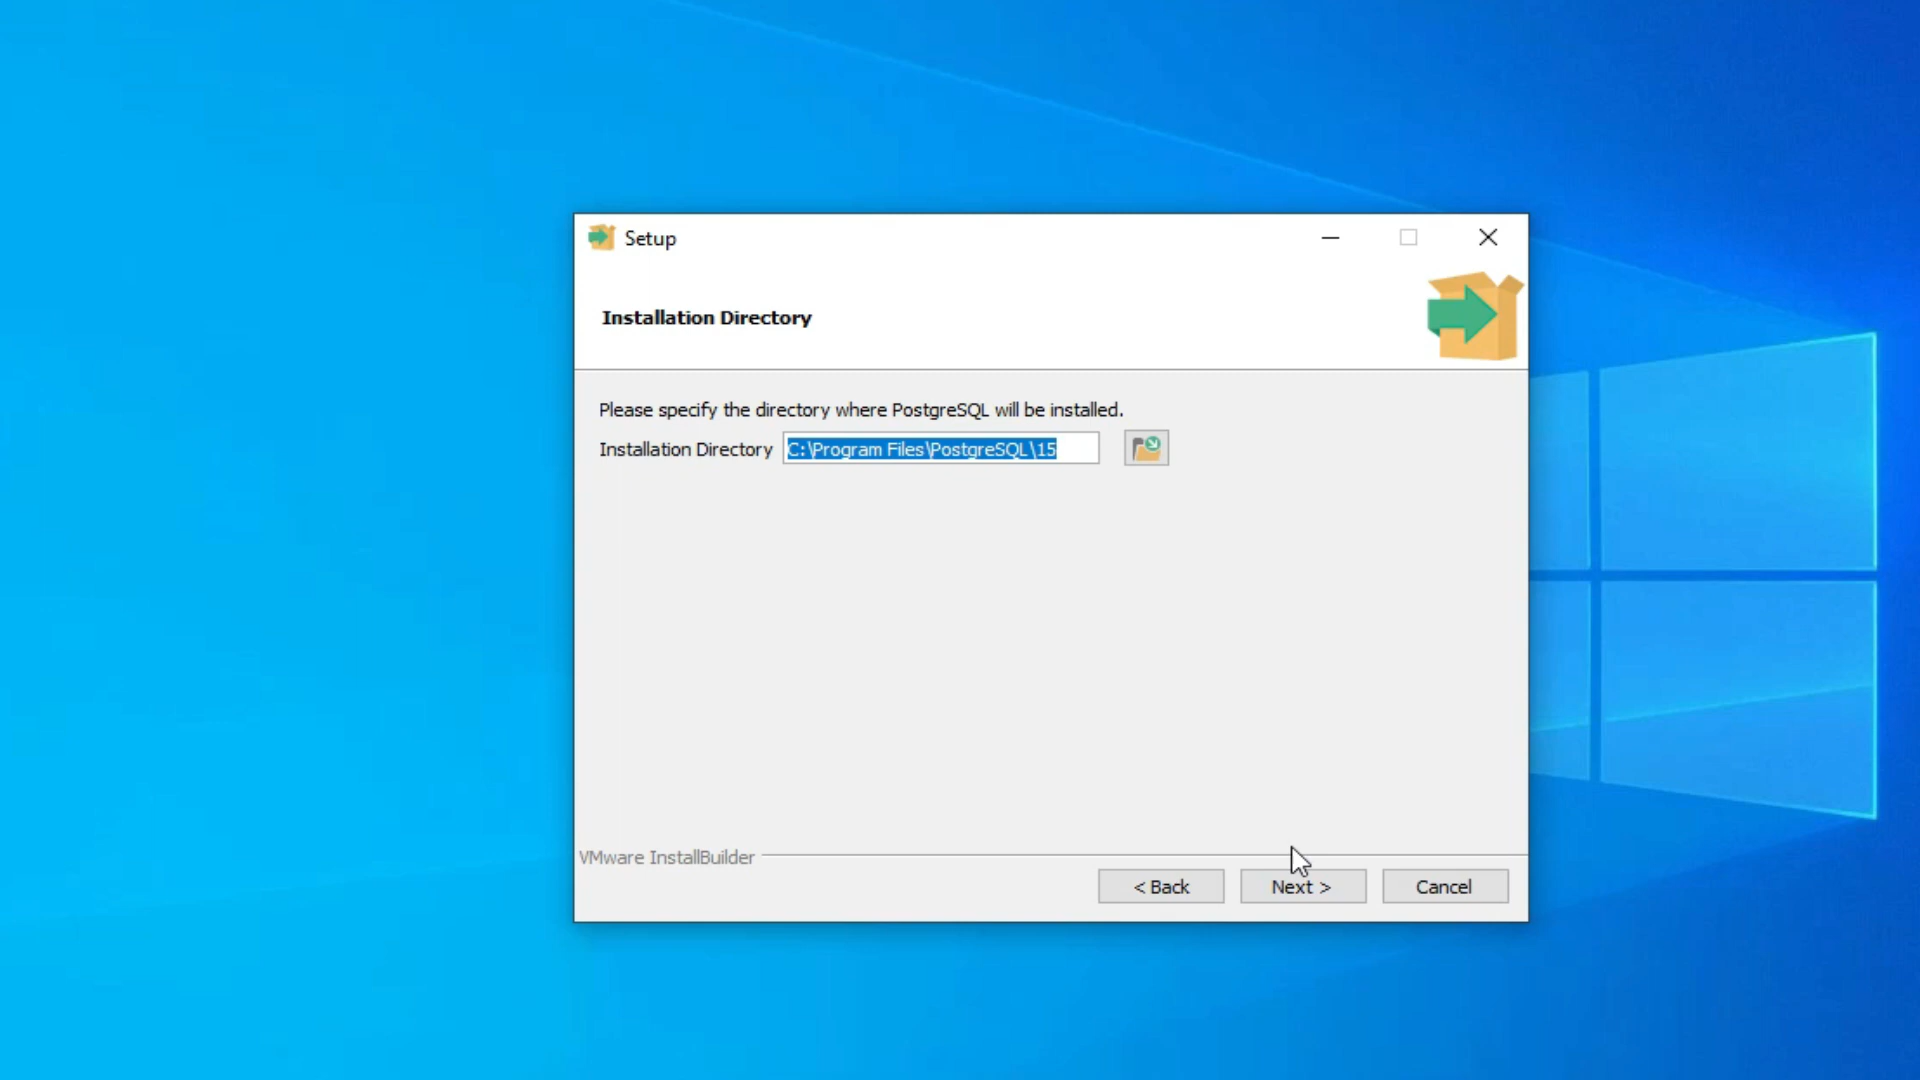 Setup
Installation Directory
Please specify the directory where PostgreSQL will be installed.
Installation Directory C:\Program Files\PostgreSQL\15
VMware InstallBuilder
< Back Next > Cancel